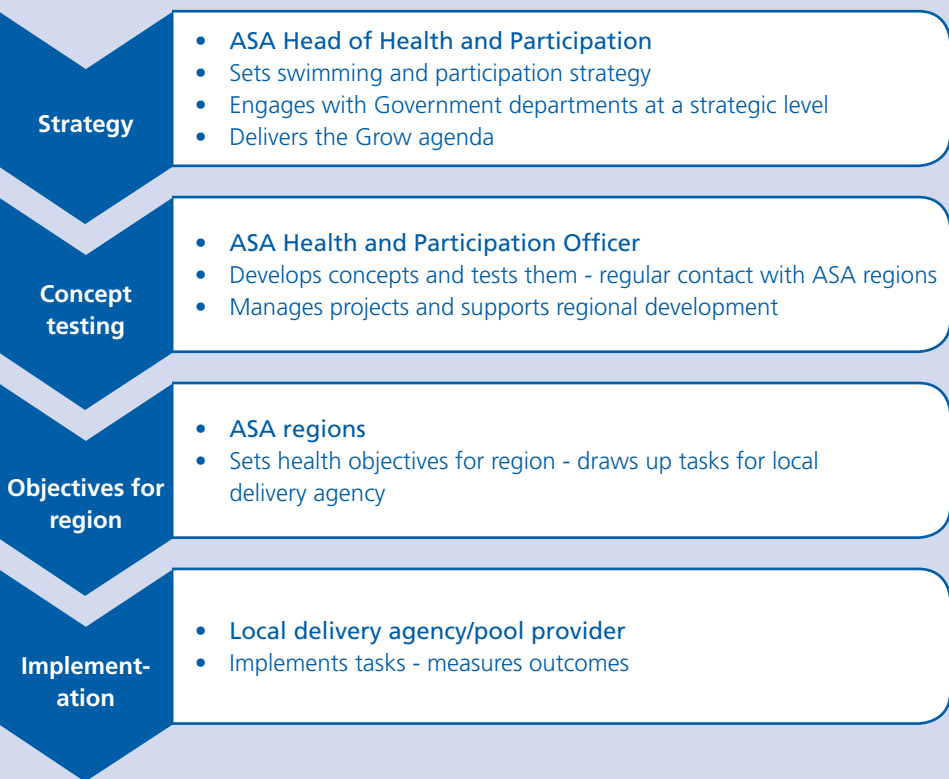 Strategy
• ASA Head of Health and Participation
• Sets swimming and participation strategy
• Engages with Government departments at a strategic level
• Delivers the Grow agenda
Concept
testing
• ASA Health and Participation Officer
• Develops concepts and tests them - regular contact with ASA regions
• Manages projects and supports regional development
Objectives for
region
• ASA regions
• Sets health objectives for region - draws up tasks for local
delivery agency
Implement-
ation
• Local delivery agency/pool provider
• Implements tasks - measures outcomes